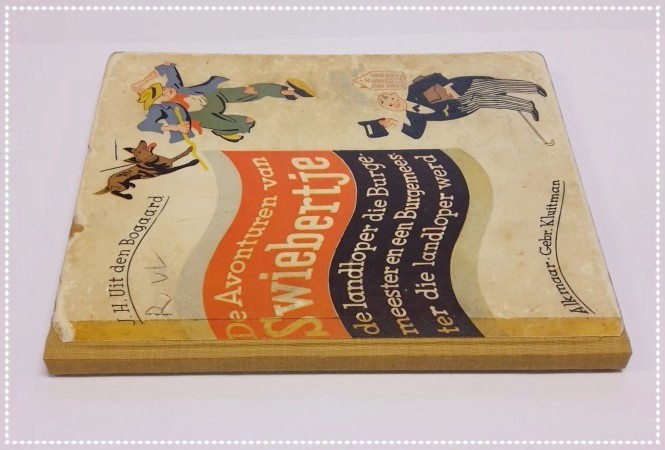 J. H. Uit den Bogaard
De Avonturen van
Swiebertje
de landloper die Burge-
meester en een Burgemees
ter die landloper werd
Alkmaar - Gebr. Kluitman